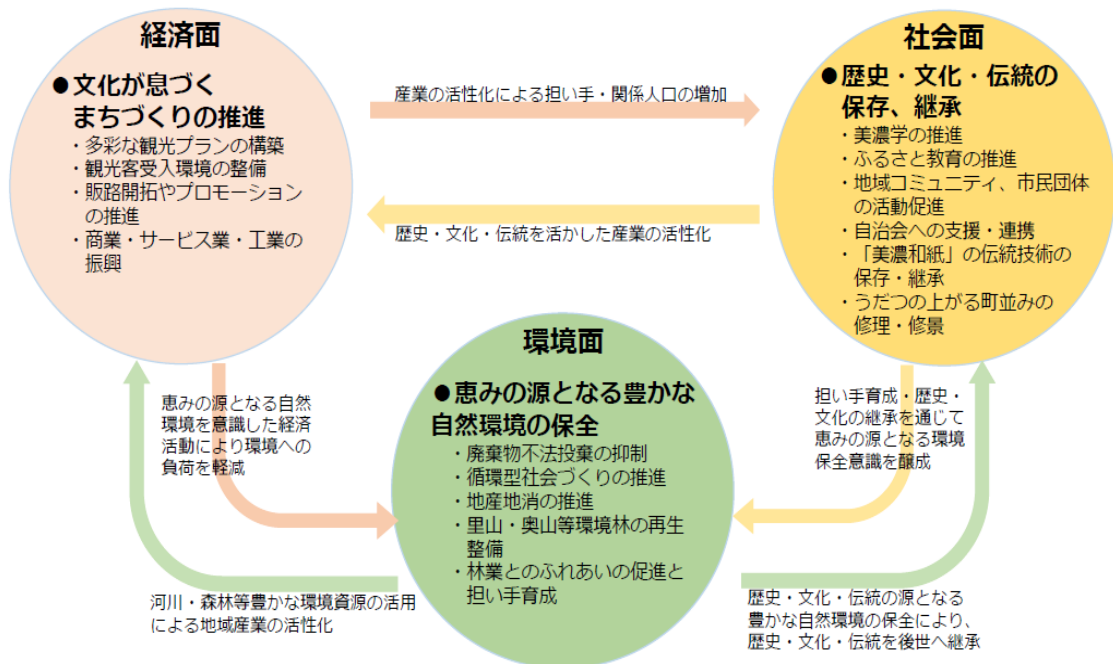 経済面
●文化が息づく
まちづくりの推進
・多彩な観光プランの構築
・観光客受入環境の整備
・販路開拓やプロモーション
の推進
・商業・サービス業・工業の
振興
産業の活性化による担い手・関係人口の増加
歴史・文化・伝統を活かした産業の活性化
社会面
●歴史・文化・伝統の
保存、継承
・美濃学の推進
・ふるさと教育の推進
・地域コミュニティ、市民団体
の活動促進
・自治会への支援・連携
・「美濃和紙」の伝統技術の
保存・継承
・うだつの上がる町並みの
修理・修景
環境面
●恵みの源となる豊かな
自然環境の保全
・廃棄物不法投棄の抑制
・循環型社会づくりの推進
・地産地消の推進
・里山・奥山等環境林の再生
整備
・林業とのふれあいの促進と
担い手育成
恵みの源となる自然
環境を意識した経済
活動により環境への
負荷を軽減
担い手育成・歴史・
文化の継承を通じて
恵みの源となる環境
保全意識を醸成
河川・森林等豊かな環境資源の活用
による地域産業の活性化
歴史・文化・伝統の源となる
豊かな自然環境の保全により、
歴史・文化・伝統を後世へ継承